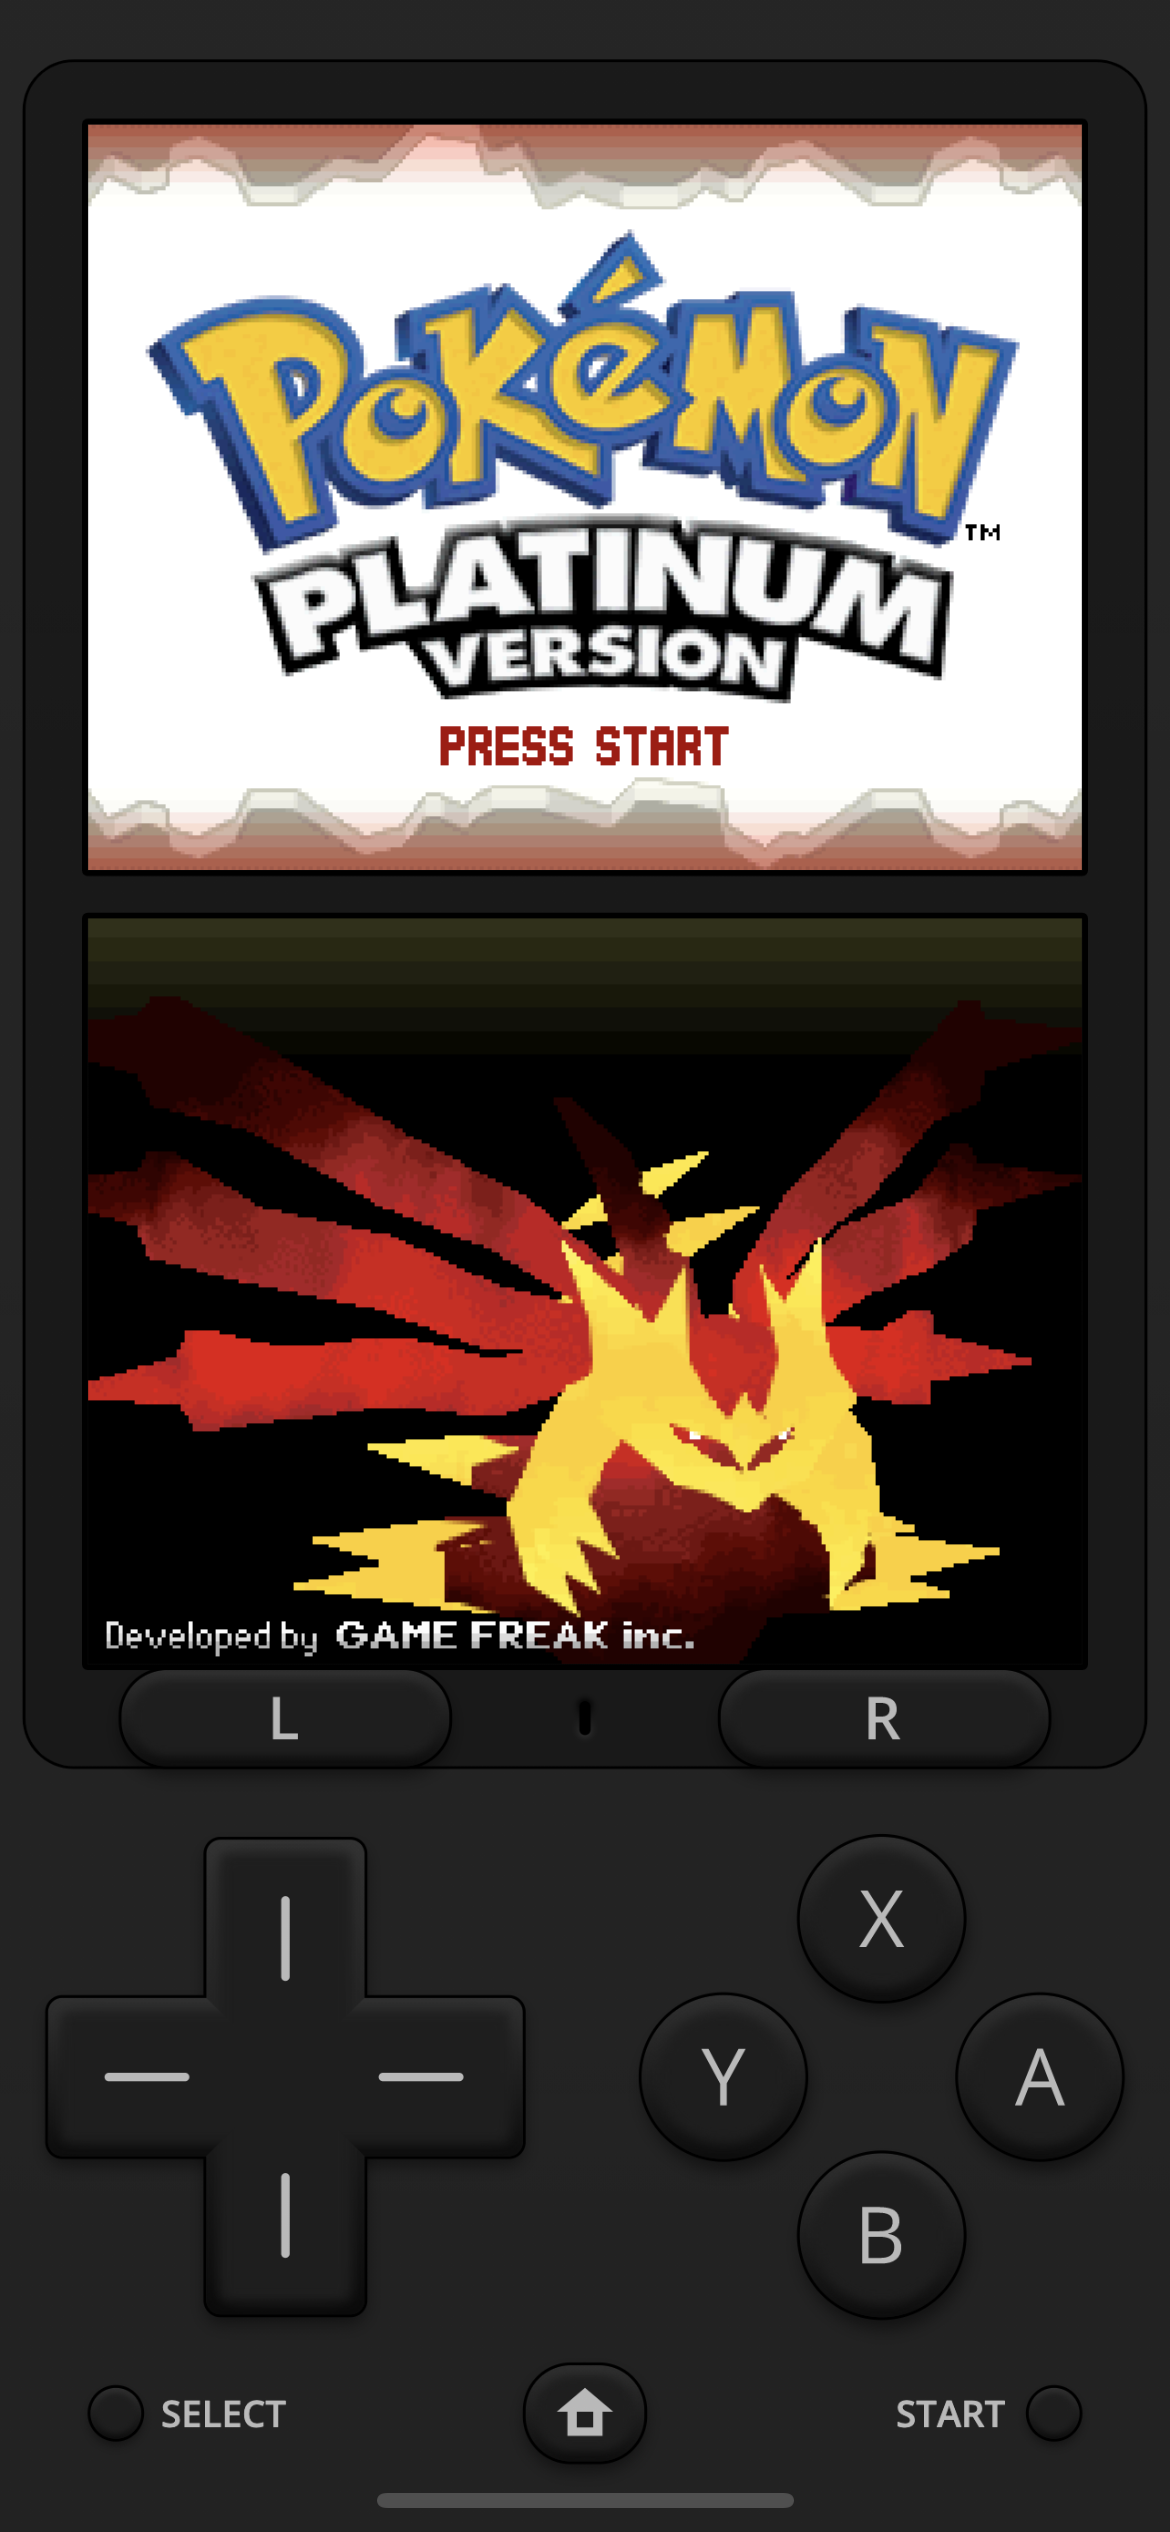 POKéMON
TM
PLATINUM
VERSION
PRESS START
Developed by GAME FREAK inc.
L
R
X
Y
A
B
SELECT
START